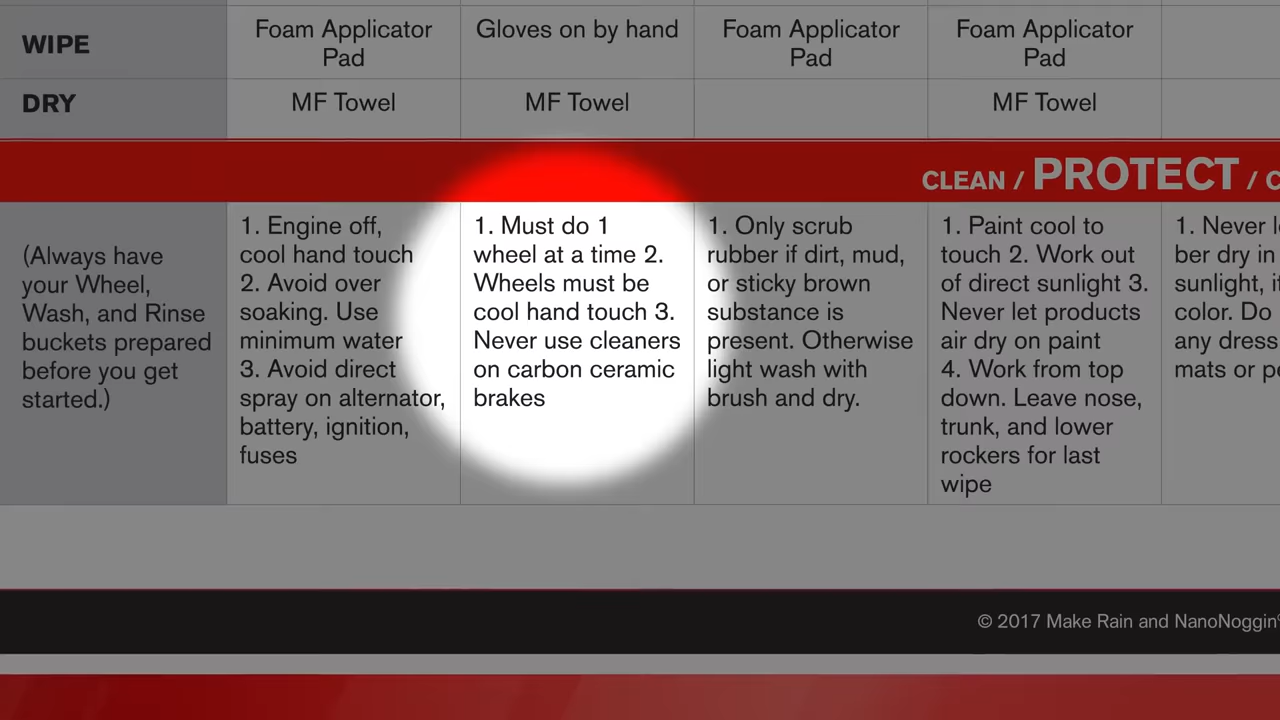 WIPE
Foam Applicator
Pad
Gloves on by hand
Foam Applicator
Pad
Foam Applicator
Pad
DRY
MF Towel
MF Towel
MF Towel
CLEAN / PROTECT / C
(Always have
your Wheel,
Wash, and Rinse
buckets prepared
before you get
started.)
1. Engine off,
cool hand touch
2. Avoid over
soaking. Use
minimum water
3. Avoid direct
spray on alternator,
battery, ignition,
fuses
1. Must do 1
wheel at a time 2.
Wheels must be
cool hand touch 3.
Never use cleaners
on carbon ceramic
brakes
1. Only scrub
rubber if dirt, mud,
or sticky brown
substance is
present. Otherwise
light wash with
brush and dry.
1. Paint cool to
touch 2. Work out
of direct sunlight 3.
Never let products
air dry on paint
4. Work from top
down. Leave nose,
trunk, and lower
rockers for last
wipe
1. Never
ber dry in
sunlight,
color. Do
any dress
mats or
© 2017 Make Rain and NanoNoggin